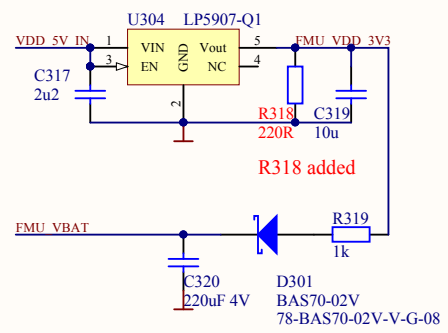 U304 LP5907-Q1
VDD_5V_IN 1 VIN Vout 5 FMU_VDD_3V3
3 EN GND NC 4
C317
2u2
2
R318
220R
C319
10u
R318 added
FMU_VBAT
R319
1k
C320
220uF 4V
D301
BAS70-02V
78-BAS70-02V-V-G-08